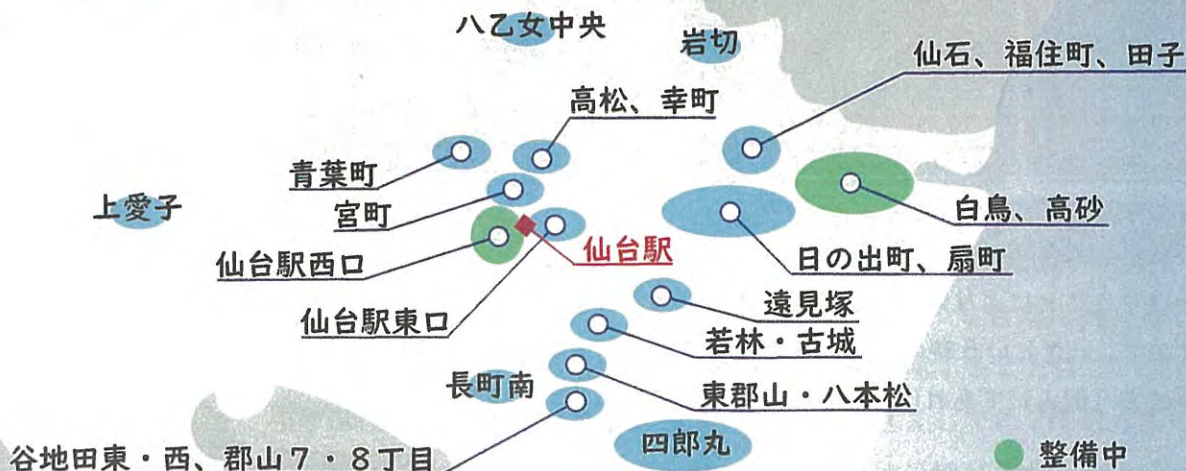 八乙女中央
岩切
仙石、福住町、田子
高松、幸町
青葉町
上愛子
宮町
白鳥、高砂
仙台駅西口
仙台駅
日の出町、扇町
仙台駅東口
遠見塚
若林・古城
長町南
東郡山・八本松
四郎丸
谷地田東・西、郡山7・8丁目
整備中